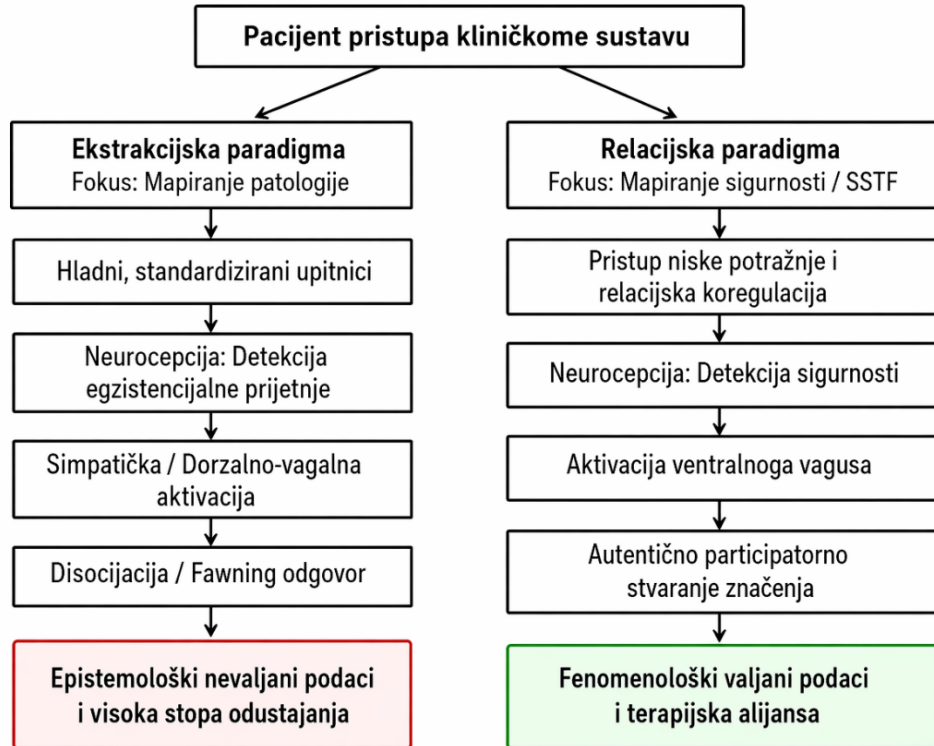 Pacijent pristupa kliničkome sustavu
Ekstrakcijska paradigma
Fokus: Mapiranje patologije
Hladni, standardizirani upitnici
Neurocepcija: Detekcija
egzistencijalne prijetnje
Simpatička / Dorzalno-vagalna
aktivacija
Disocijacija / Fawning odgovor
Epistemološki nevaljani podaci
i visoka stopa odustajanja
Relacijska paradigma
Fokus: Mapiranje sigurnosti / SSTF
Pristup niske potražnje i
relacijska koregulacija
Neurocepcija: Detekcija sigurnosti
Aktivacija ventralnoga vagusa
Autentično participatorno
stvaranje značenja
Fenomenološki valjani podaci
i terapijska alijansa